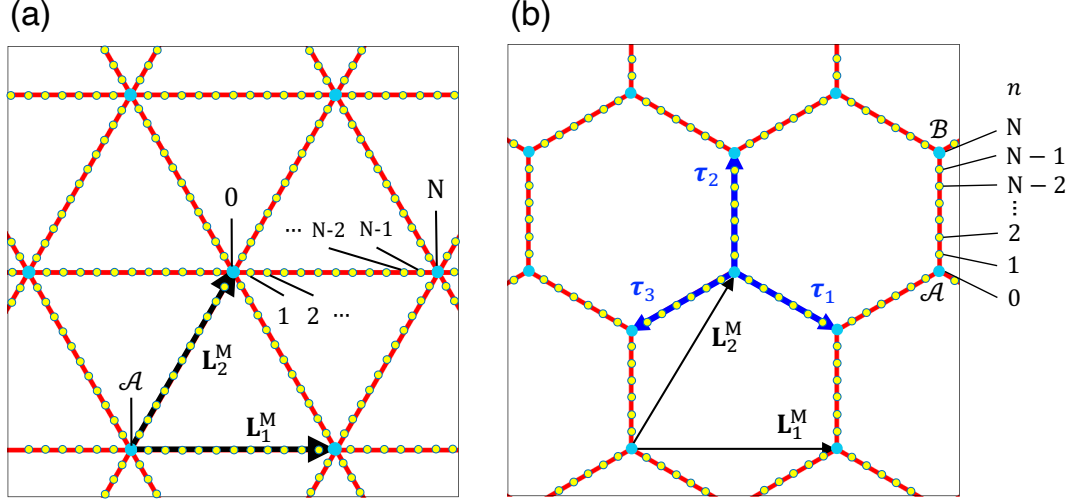 (a)
0
N
... N-2 N-1
1 2 ...
L₂ᴹ
𝒜
L₁ᴹ
(b)
n
ℬ
N
N − 1
N − 2
⋮
2
1
𝒜
0
τ₂
τ₃
τ₁
L₂ᴹ
L₁ᴹ